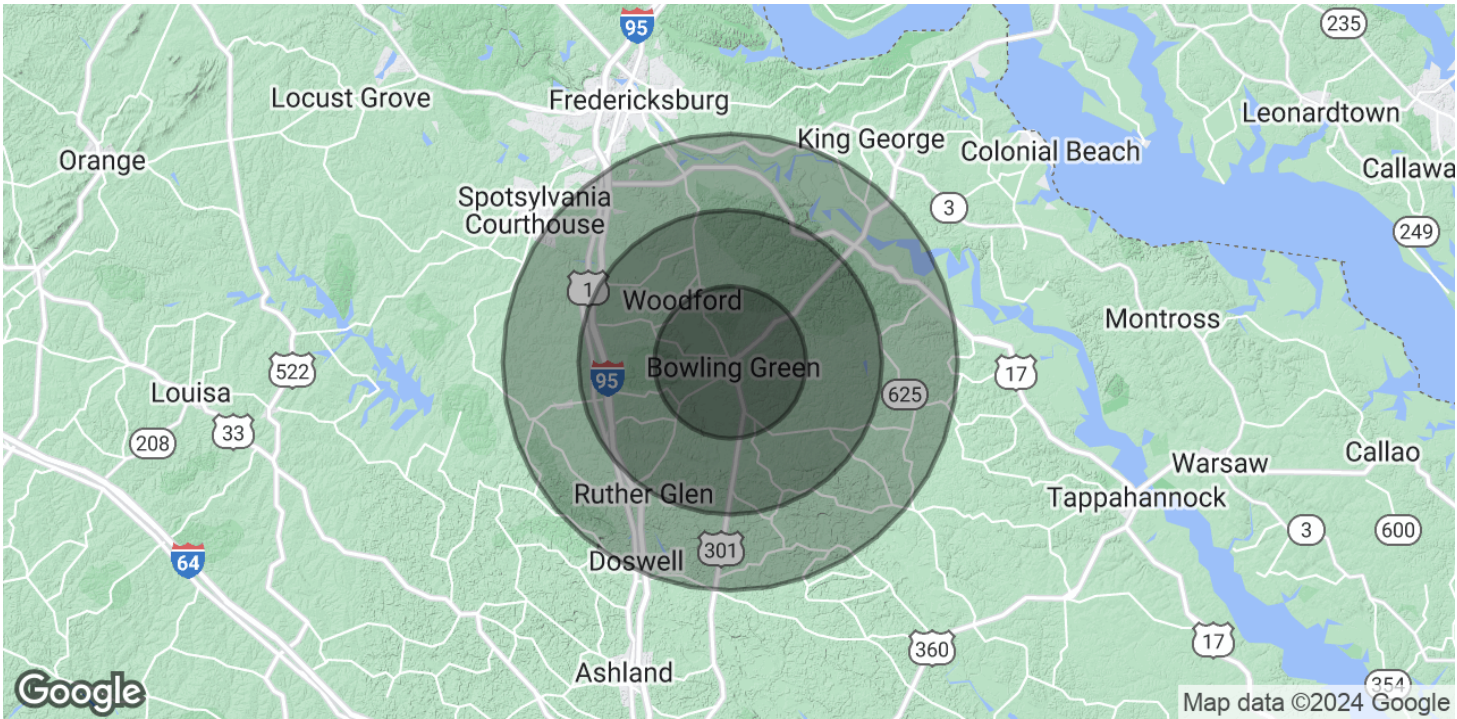 95
235
Locust Grove
Fredericksburg
Leonardtown
King George
Colonial Beach
Orange
Callawa
Spotsylvania
Courthouse
3
249
1
Woodford
Montross
Bowling Green
522
95
17
Louisa
625
33
208
Callao
Warsaw
Ruther Glen
Tappahannock
3
600
301
64
Doswell
17
360
Ashland
354
Google
Map data ©2024 Google